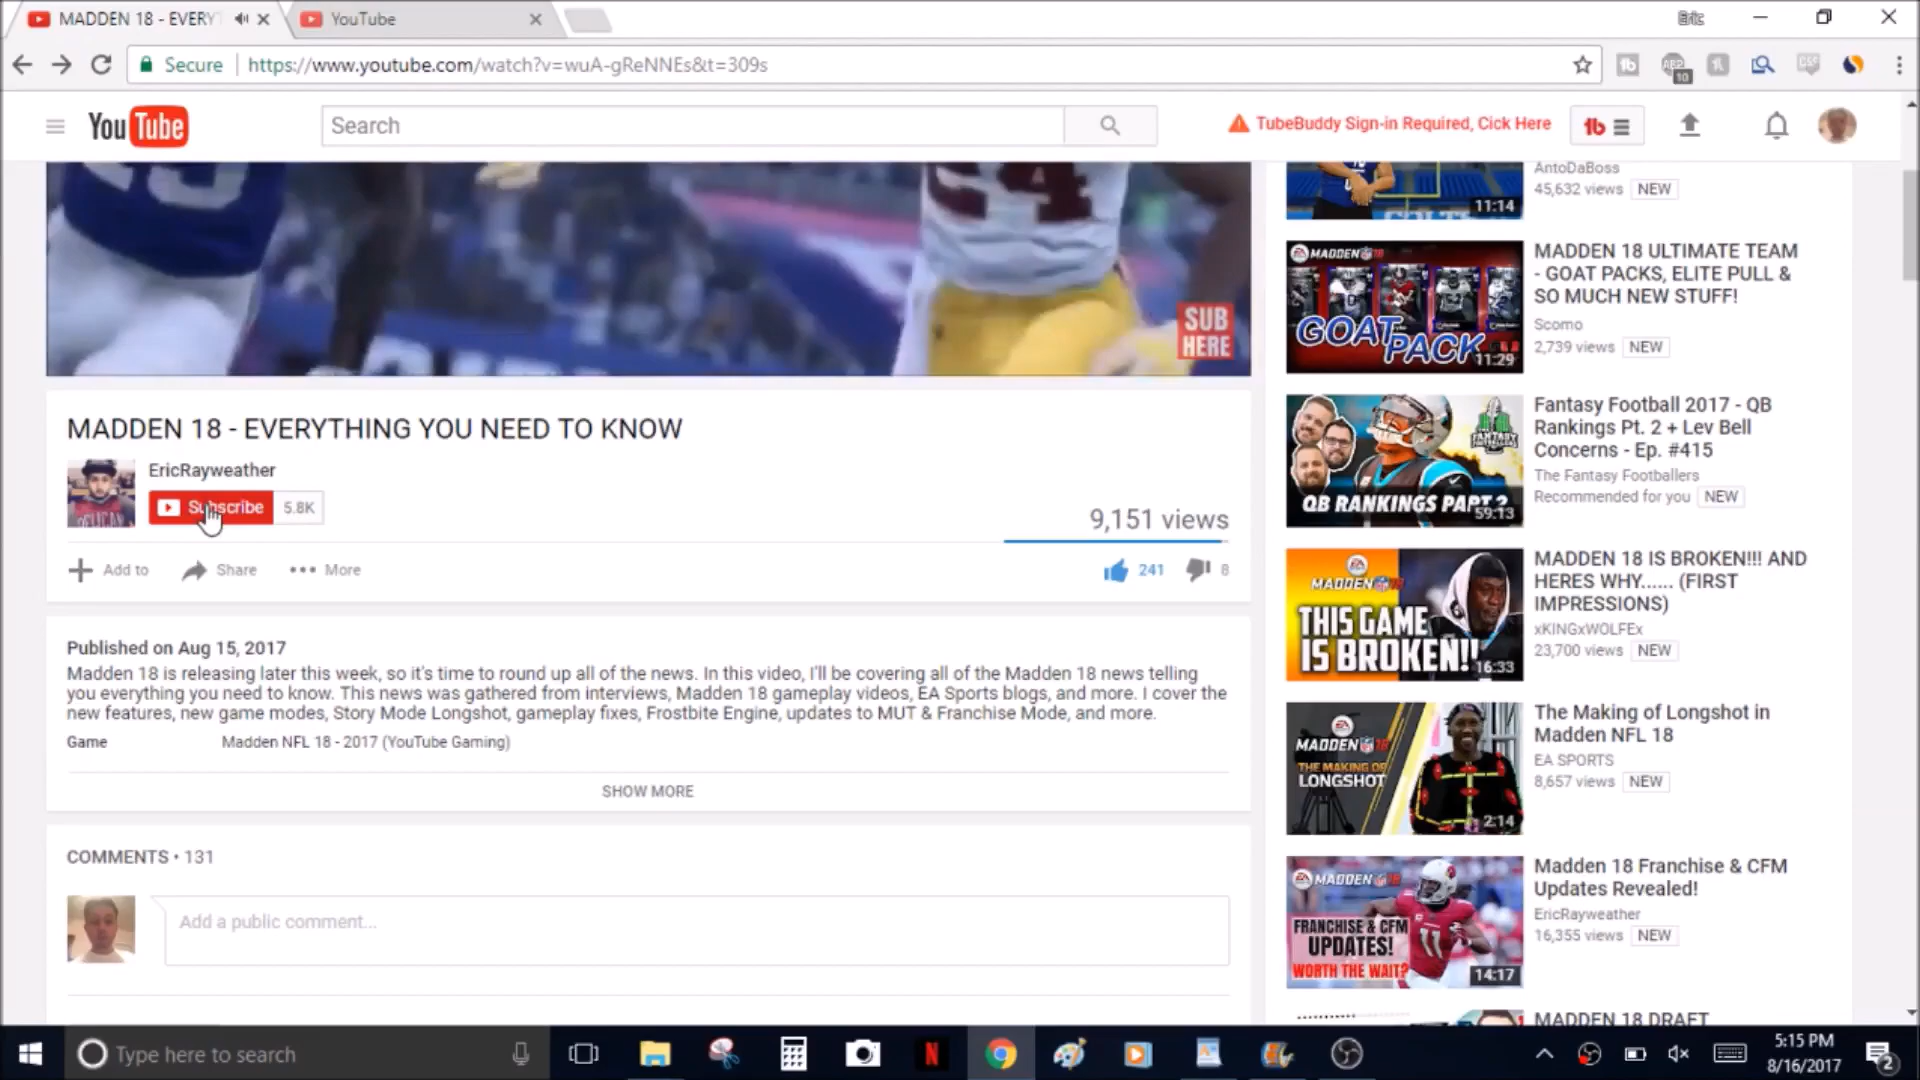 MADDEN 18 - EVERY
YouTube
Eric
Secure
https://www.youtube.com/watch?v=wuA-gReNNEs&t=309s
10
YouTube
Search
TubeBuddy Sign-in Required, Cick Here
SUB
HERE
MADDEN 18 - EVERYTHING YOU NEED TO KNOW
EricRayweather
Subscribe
5.8K
9,151 views
Add to
Share
More
241
8
Published on Aug 15, 2017
Madden 18 is releasing later this week, so it's time to round up all of the news. In this video, I'll be covering all of the Madden 18 news telling
you everything you need to know. This news was gathered from interviews, Madden 18 gameplay videos, EA Sports blogs, and more. I cover the
new features, new game modes, Story Mode Longshot, gameplay fixes, Frostbite Engine, updates to MUT & Franchise Mode, and more.
Game Madden NFL 18 - 2017 (YouTube Gaming)
SHOW MORE
COMMENTS • 131
Add a public comment...
AntoDaBoss
45,632 views NEW
11:14
MADDEN 18
GOAT PACK
11:29
MADDEN 18 ULTIMATE TEAM
- GOAT PACKS, ELITE PULL &
SO MUCH NEW STUFF!
Scomo
2,739 views NEW
QB RANKINGS PART 2
59:13
Fantasy Football 2017 - QB
Rankings Pt. 2 + Lev Bell
Concerns - Ep. #415
The Fantasy Footballers
Recommended for you NEW
MADDEN
THIS GAME
IS BROKEN!!
16:33
MADDEN 18 IS BROKEN!!! AND
HERES WHY...... (FIRST
IMPRESSIONS)
xKINGxWOLFEx
23,700 views NEW
MADDEN 18
THE MAKING OF
LONGSHOT
2:14
The Making of Longshot in
Madden NFL 18
EA SPORTS
8,657 views NEW
MADDEN 18
FRANCHISE & CFM
UPDATES!
WORTH THE WAIT?
14:17
Madden 18 Franchise & CFM
Updates Revealed!
EricRayweather
16,355 views NEW
MADDEN 18 DRAFT
Type here to search
5:15 PM
8/16/2017
2